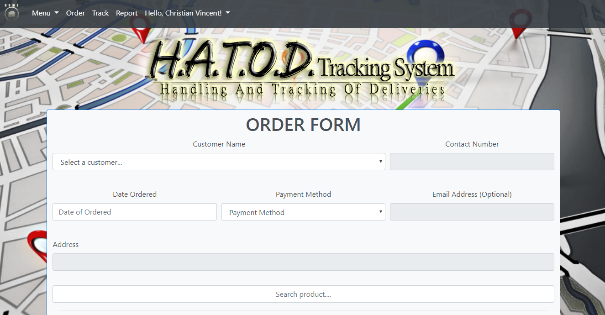 Menu Order Track Report Hello, Christian Vincent!
H.A.T.O.D. Tracking System
Handling And Tracking Of Deliveries
ORDER FORM
Customer Name Contact Number
Select a customer...
Date Ordered Payment Method Email Address (Optional)
Date of Ordered Payment Method
Address
Search product...